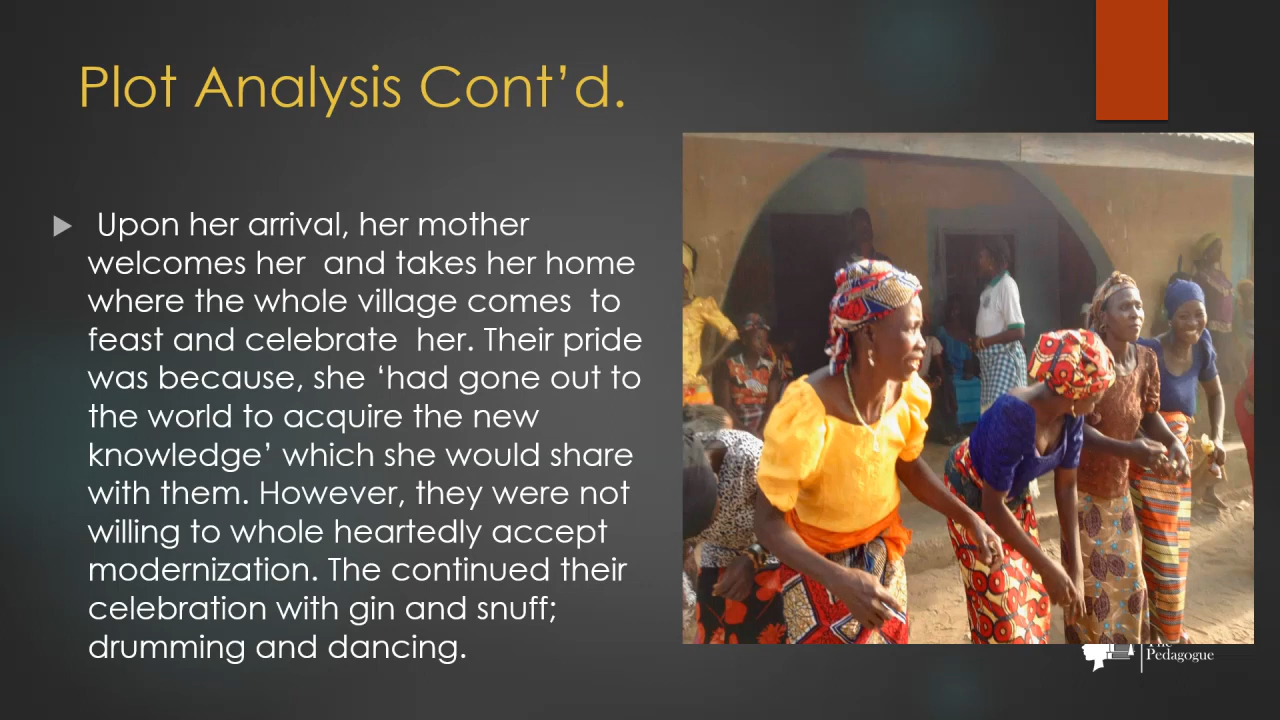 Plot Analysis Cont’d.
Upon her arrival, her mother
welcomes her and takes her home
where the whole village comes to
feast and celebrate her. Their pride
was because, she ‘had gone out to
the world to acquire the new
knowledge’ which she would share
with them. However, they were not
willing to whole heartedly accept
modernization. The continued their
celebration with gin and snuff;
drumming and dancing.
The
Pedagogue